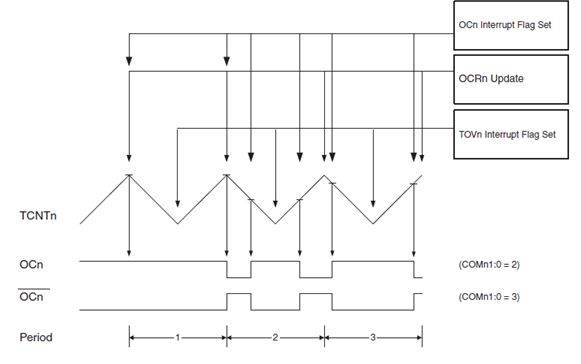 OCn Interrupt Flag Set
OCRn Update
TOVn Interrupt Flag Set
TCNTn
OCn
(COMn1:0 = 2)
OCn
(COMn1:0 = 3)
Period
1
2
3